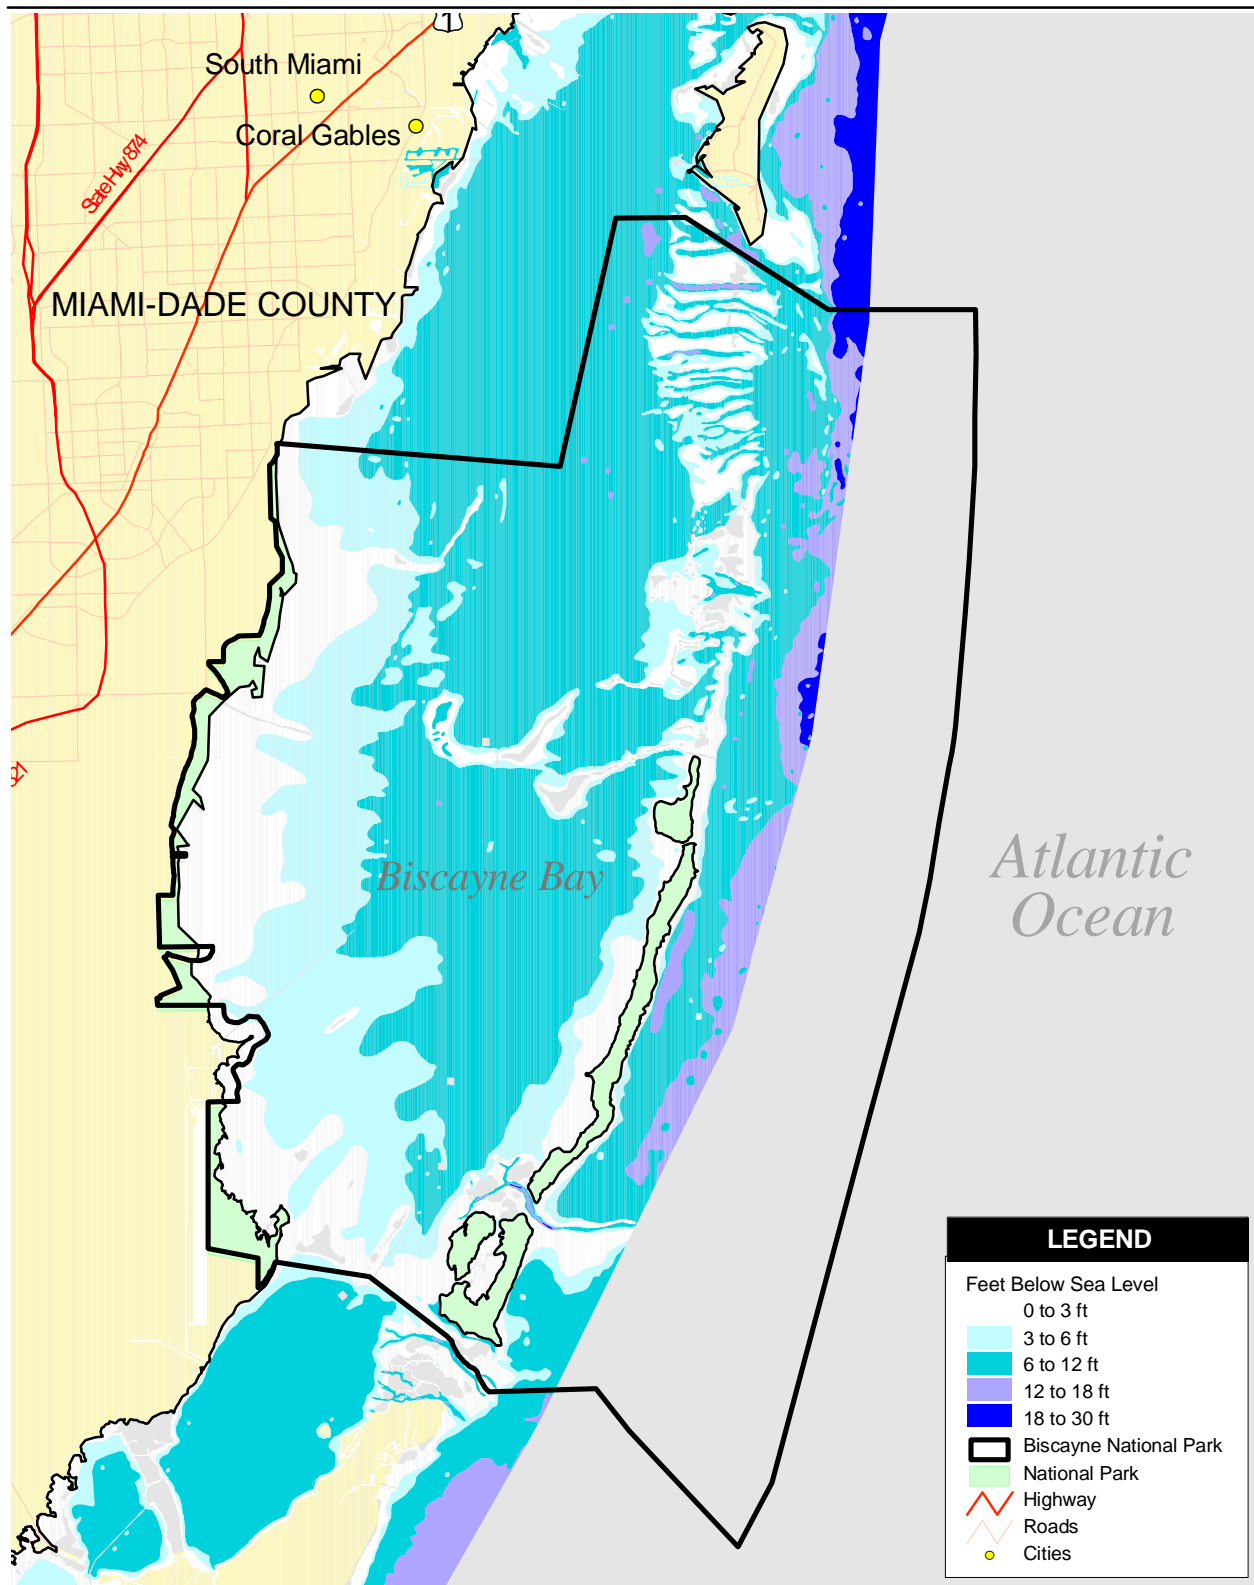 1
South Miami
Coral Gables
State Hwy 874
MIAMI-DADE COUNTY
821
Biscayne Bay
Atlantic
Ocean
LEGEND
Feet Below Sea Level
0 to 3 ft
3 to 6 ft
6 to 12 ft
12 to 18 ft
18 to 30 ft
Biscayne National Park
National Park
Highway
Roads
Cities